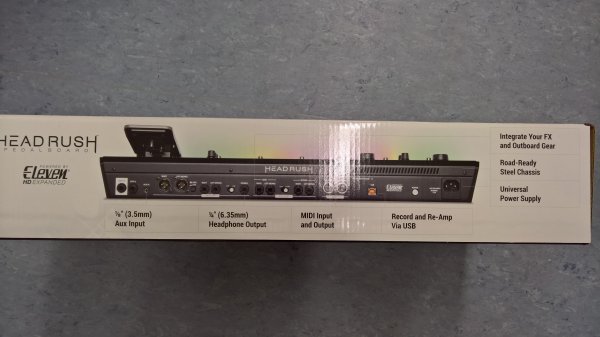 HEADRUSH
PEDALBOARD
POWERED BY
Eleven
HD EXPANDED
HEADRUSH
Eleven
⅛" (3.5mm)
Aux Input
¼" (6.35mm)
Headphone Output
MIDI Input
and Output
Record and Re-Amp
Via USB
Integrate Your FX
and Outboard Gear
Road-Ready
Steel Chassis
Universal
Power Supply